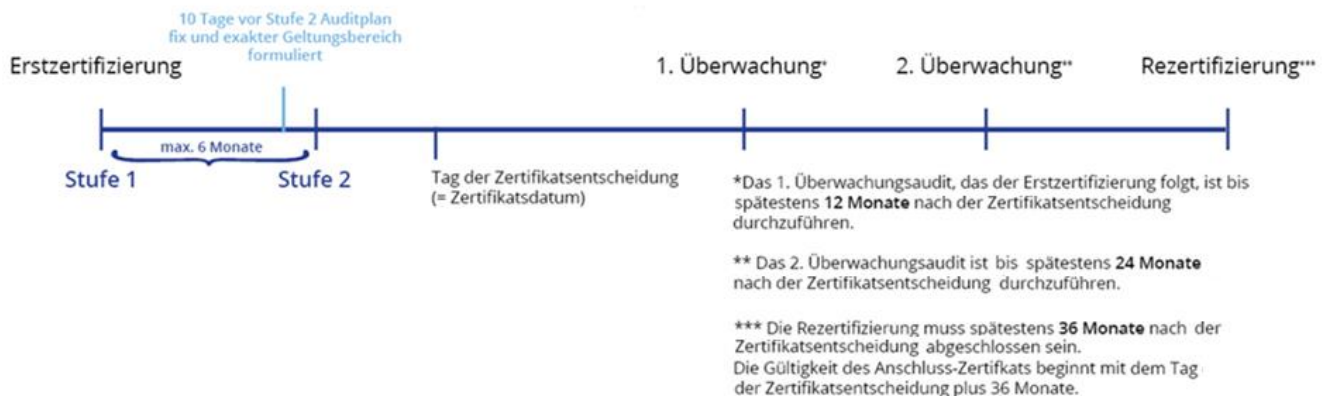 10 Tage vor Stufe 2 Auditplan
fix und exakter Geltungsbereich
formuliert
Erstzertifizierung
1. Überwachung*
2. Überwachung**
Rezertifizierung***
max. 6 Monate
Stufe 1
Stufe 2
Tag der Zertifikatsentscheidung
(= Zertifikatsdatum)
*Das 1. Überwachungsaudit, das der Erstzertifizierung folgt, ist bis
spätestens 12 Monate nach der Zertifikatsentscheidung
durchzuführen.
** Das 2. Überwachungsaudit ist bis spätestens 24 Monate
nach der Zertifikatsentscheidung durchzuführen.
*** Die Rezertifizierung muss spätestens 36 Monate nach der
Zertifikatsentscheidung abgeschlossen sein.
Die Gültigkeit des Anschluss-Zertifkats beginnt mit dem Tag
der Zertifikatsentscheidung plus 36 Monate.